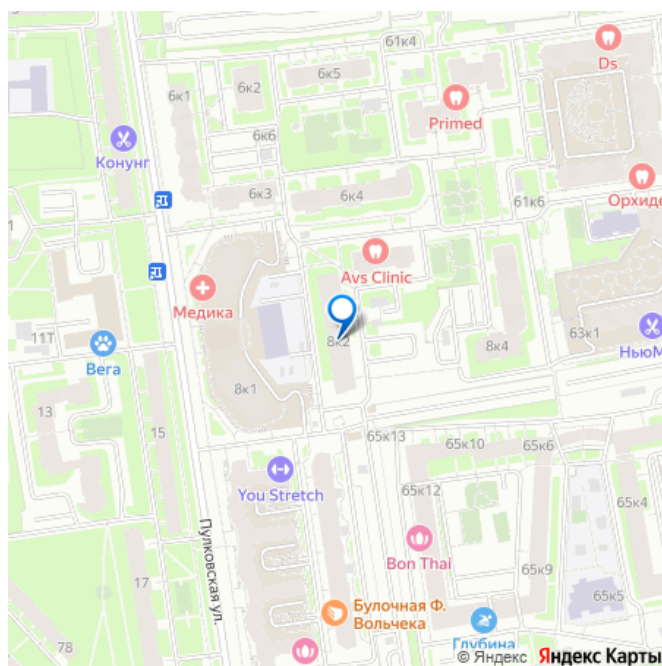 61к4
Ds
6к5
6к2
6к1
Primed
Конунг
6к6
6к3
6к4
Орхиде
61к6
Avs Clinic
1
Медика
11Т
8к2
63к1
НьюМ
8к4
Вега
8к1
13
15
65к13
65к10
65к6
You Stretch
65к12
65к4
Пулковская ул.
Bon Thai
65к9
17
65к5
Булочная Ф.
Вольчека
78
Глубина
© Яндекс Яндекс Карты